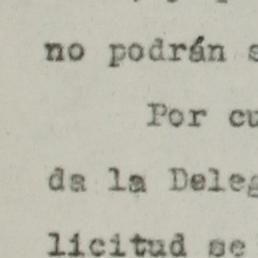 no podrán s
Por cu
da la Deleg
licitud se